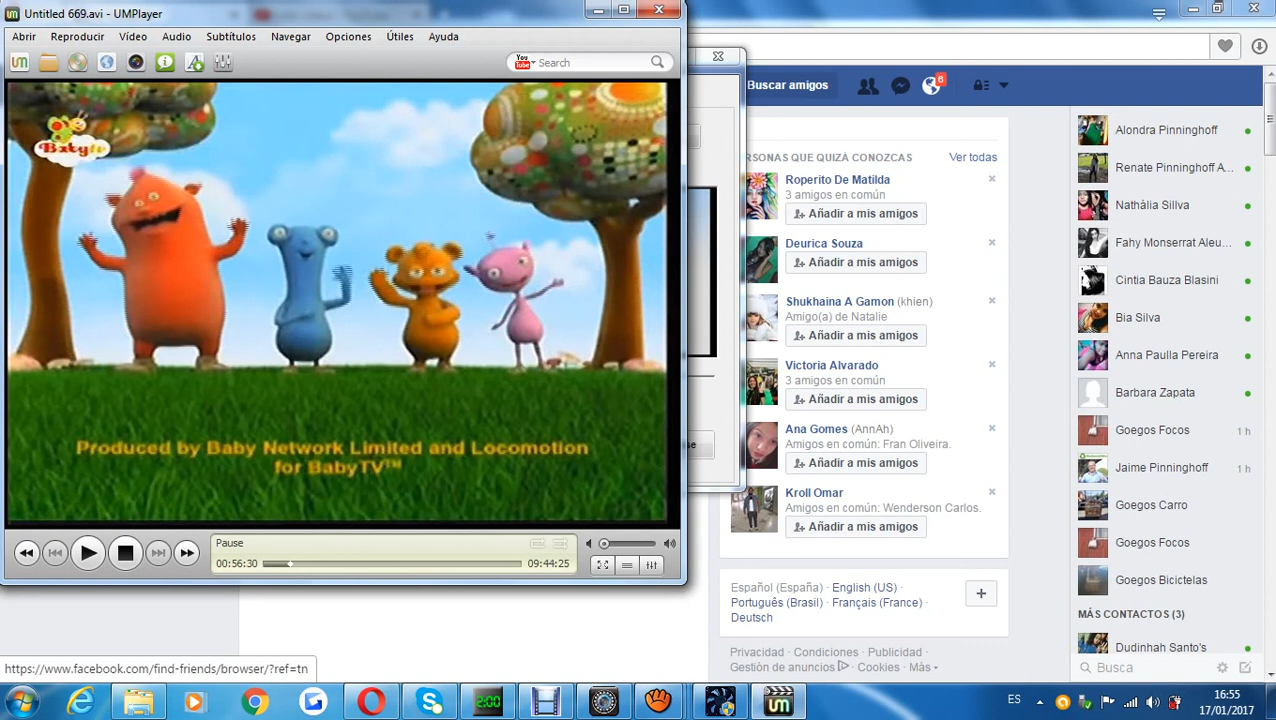 Untitled 669.avi - UMPlayer
Abrir Reproducir Vídeo Audio Subtítulos Navegar Opciones Útiles Ayuda
You Tube Search
Babytv
Produced by Baby Network Limited and Locomotion
for BabyTV
Pause
00:56:30 09:44:25
Buscar amigos
6
PERSONAS QUE QUIZÁ CONOZCAS Ver todas
Roperito De Matilda
3 amigos en común
Añadir a mis amigos
Deurica Souza
Añadir a mis amigos
Shukhaina A Gamon (khien)
Amigo(a) de Natalie
Añadir a mis amigos
Victoria Alvarado
3 amigos en común
Añadir a mis amigos
Ana Gomes (AnnAh)
Amigos en común: Fran Oliveira.
Añadir a mis amigos
Kroll Omar
Amigos en común: Wenderson Carlos.
Añadir a mis amigos
Español (España) · English (US) ·
Português (Brasil) · Français (France) ·
Deutsch
Privacidad · Condiciones · Publicidad ·
Gestión de anuncios · Cookies · Más
Alondra Pinninghoff
Renate Pinninghoff A...
Nathália Sillva
Fahy Monserrat Aleu...
Cintia Bauza Blasini
Bia Silva
Anna Paulla Pereira
Barbara Zapata
Goegos Focos 1 h
Jaime Pinninghoff 1 h
Goegos Carro
Goegos Focos
Goegos Bicicletas
MÁS CONTACTOS (3)
Dudinhah Santo's
Busca
https://www.facebook.com/find-friends/browser/?ref=tn
2:00
ES
16:55
17/01/2017